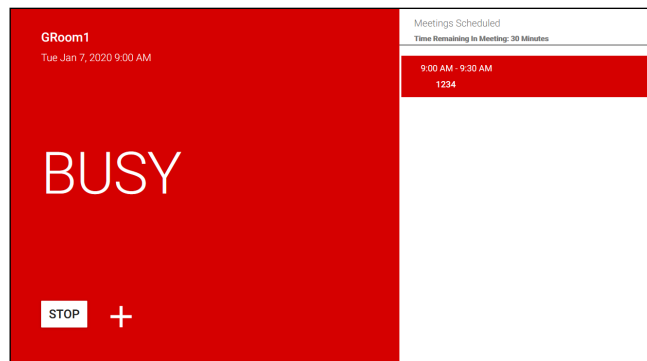 GRoom1
Tue Jan 7, 2020 9:00 AM
BUSY
STOP
Meetings Scheduled
Time Remaining In Meeting: 30 Minutes
9:00 AM - 9:30 AM
1234